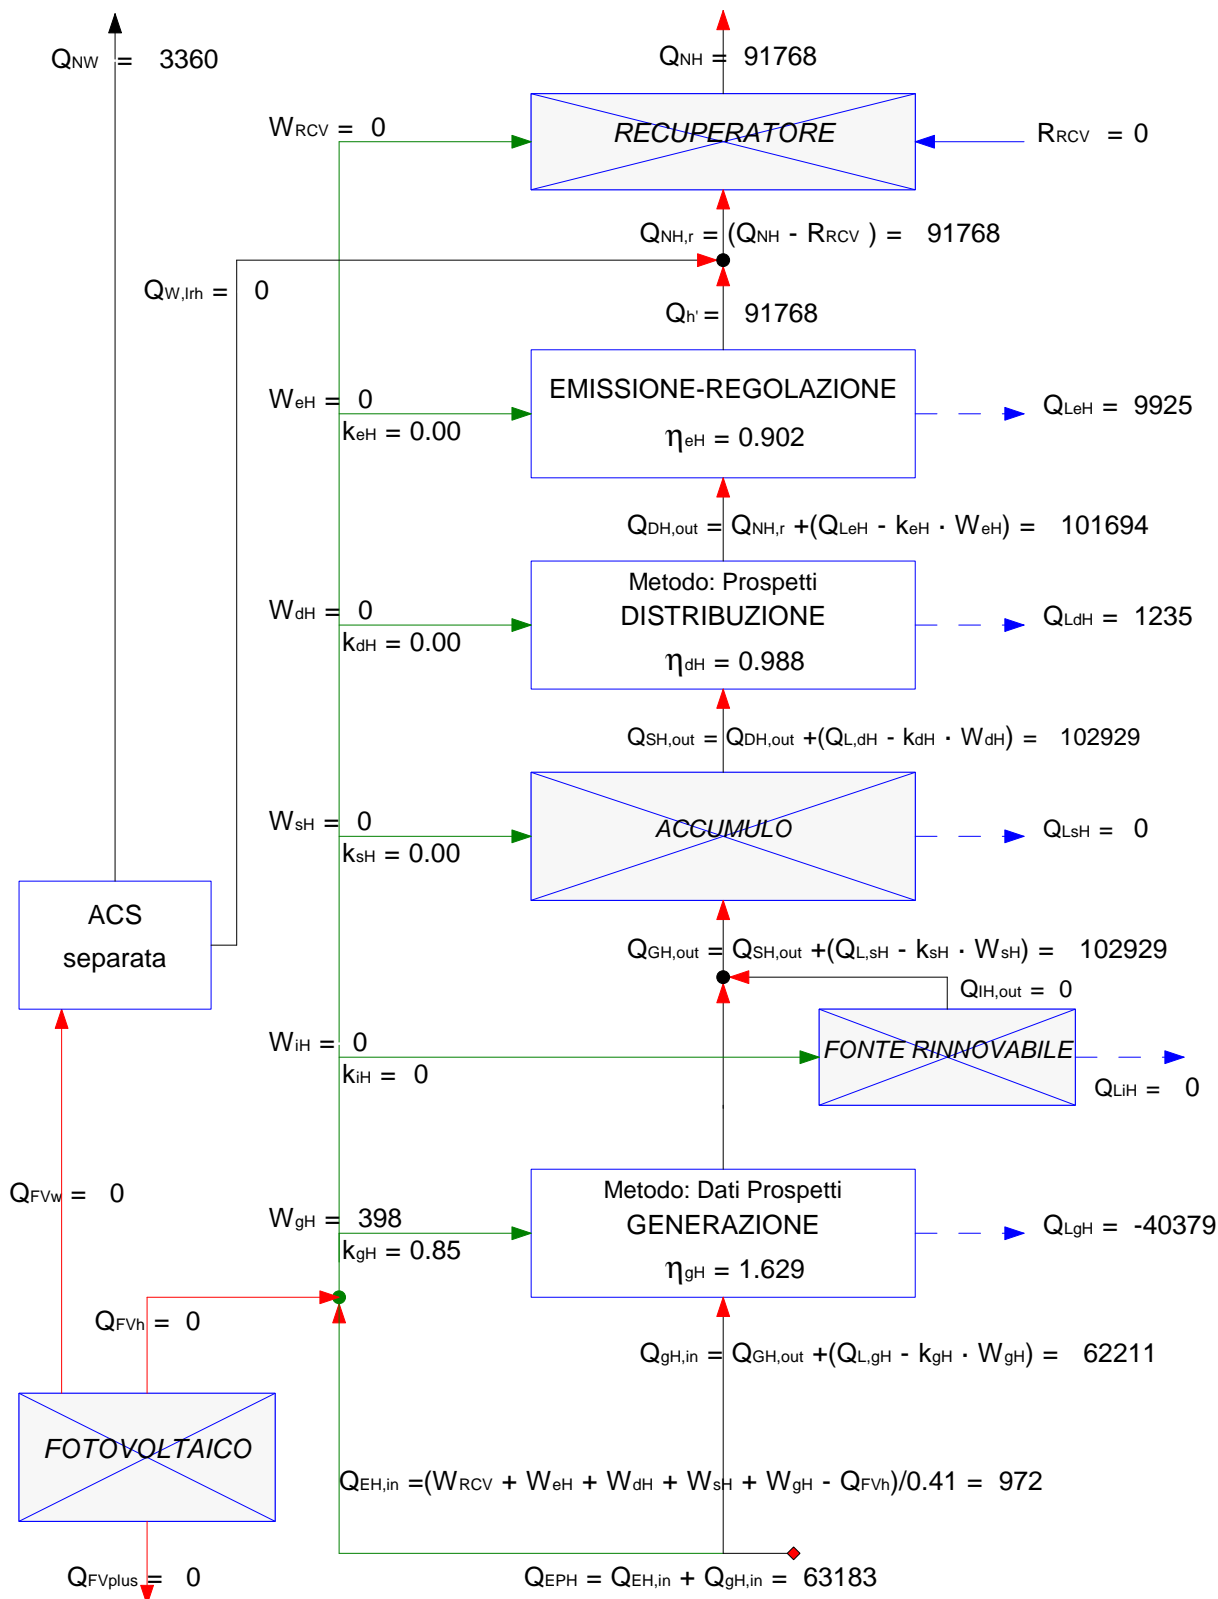 QNW = 3360
QNH = 91768
WRCV = 0
RECUPERATORE
RRCV = 0
QNH,r = (QNH - RRCV ) = 91768
QW,lrh = 0
Qh' = 91768
WeH = 0
keH = 0.00
EMISSIONE-REGOLAZIONE
ηeH = 0.902
QLeH = 9925
QDH,out = QNH,r +(QLeH - keH · WeH) = 101694
WdH = 0
kdH = 0.00
Metodo: Prospetti
DISTRIBUZIONE
ηdH = 0.988
QLdH = 1235
QSH,out = QDH,out +(QL,dH - kdH · WdH) = 102929
WsH = 0
ksH = 0.00
ACCUMULO
QLsH = 0
ACS
separata
QGH,out = QSH,out +(QL,sH - ksH · WsH) = 102929
QIH,out = 0
WiH = 0
kiH = 0
FONTE RINNOVABILE
QLiH = 0
QFVw = 0
WgH = 398
kgH = 0.85
Metodo: Dati Prospetti
GENERAZIONE
ηgH = 1.629
QLgH = -40379
QFVh = 0
QgH,in = QGH,out +(QL,gH - kgH · WgH) = 62211
FOTOVOLTAICO
QEH,in =(WRCV + WeH + WdH + WsH + WgH - QFVh)/0.41 = 972
QFVplus = 0
QEPH = QEH,in + QgH,in = 63183